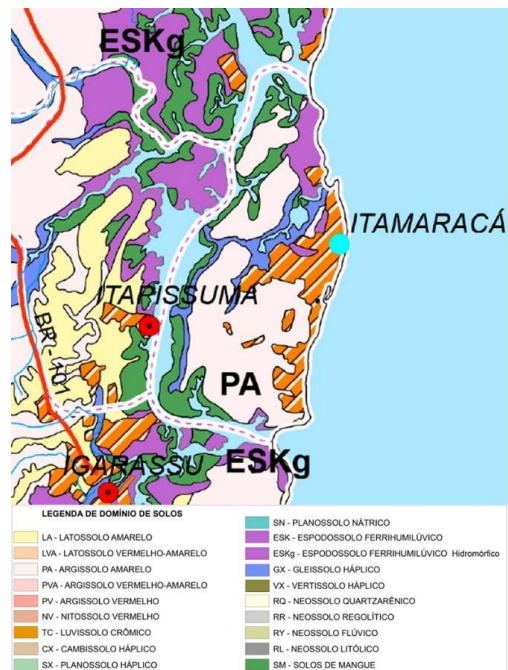 ESKg
ITAMARACÁ
ITAPISSUMA
BR - 101
PA
IGARASSU
ESKg
LEGENDA DE DOMÍNIO DE SOLOS
LA - LATOSSOLO AMARELO
LVA - LATOSSOLO VERMELHO-AMARELO
PA - ARGISSOLO AMARELO
PVA - ARGISSOLO VERMELHO-AMARELO
PV - ARGISSOLO VERMELHO
NV - NITOSSOLO VERMELHO
TC - LUVISSOLO CRÔMICO
CX - CAMBISSOLO HÁPLICO
SX - PLANOSSOLO HÁPLICO
SN - PLANOSSOLO NÁTRICO
ESK - ESPODOSSOLO FERRIHUMILÚVICO
ESKg - ESPODOSSOLO FERRIHUMILÚVICO Hidromórfico
GX - GLEISSOLO HÁPLICO
VX - VERTISSOLO HÁPLICO
RQ - NEOSSOLO QUARTZARÊNICO
RR - NEOSSOLO REGOLÍTICO
RY - NEOSSOLO FLÚVICO
RL - NEOSSOLO LITÓLICO
SM - SOLOS DE MANGUE